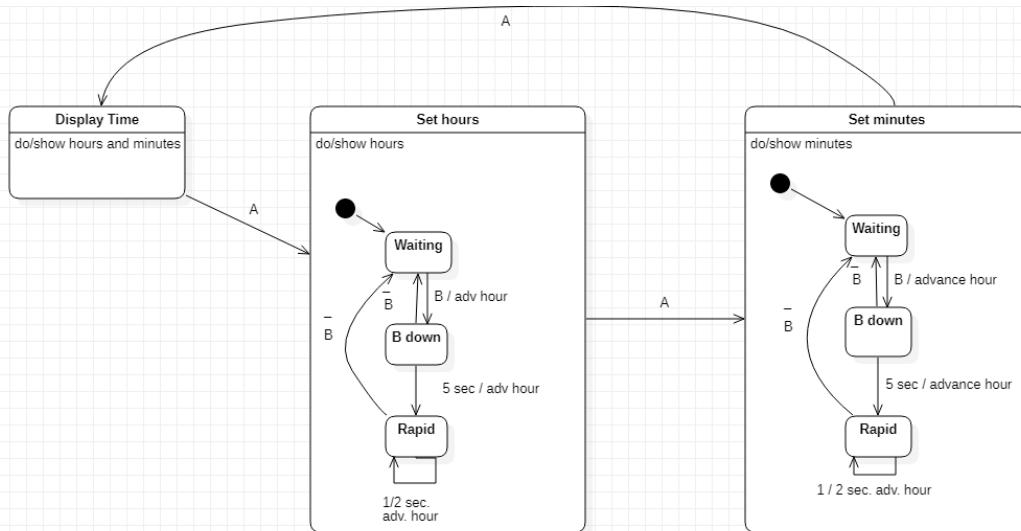 A
Display Time
do/show hours and minutes
A
Set hours
do/show hours
Waiting
B
B / adv hour
B
B down
5 sec / adv hour
Rapid
1/2 sec.
adv. hour
A
Set minutes
do/show minutes
Waiting
B
B / advance hour
B
B down
5 sec / advance hour
Rapid
1 / 2 sec. adv. hour